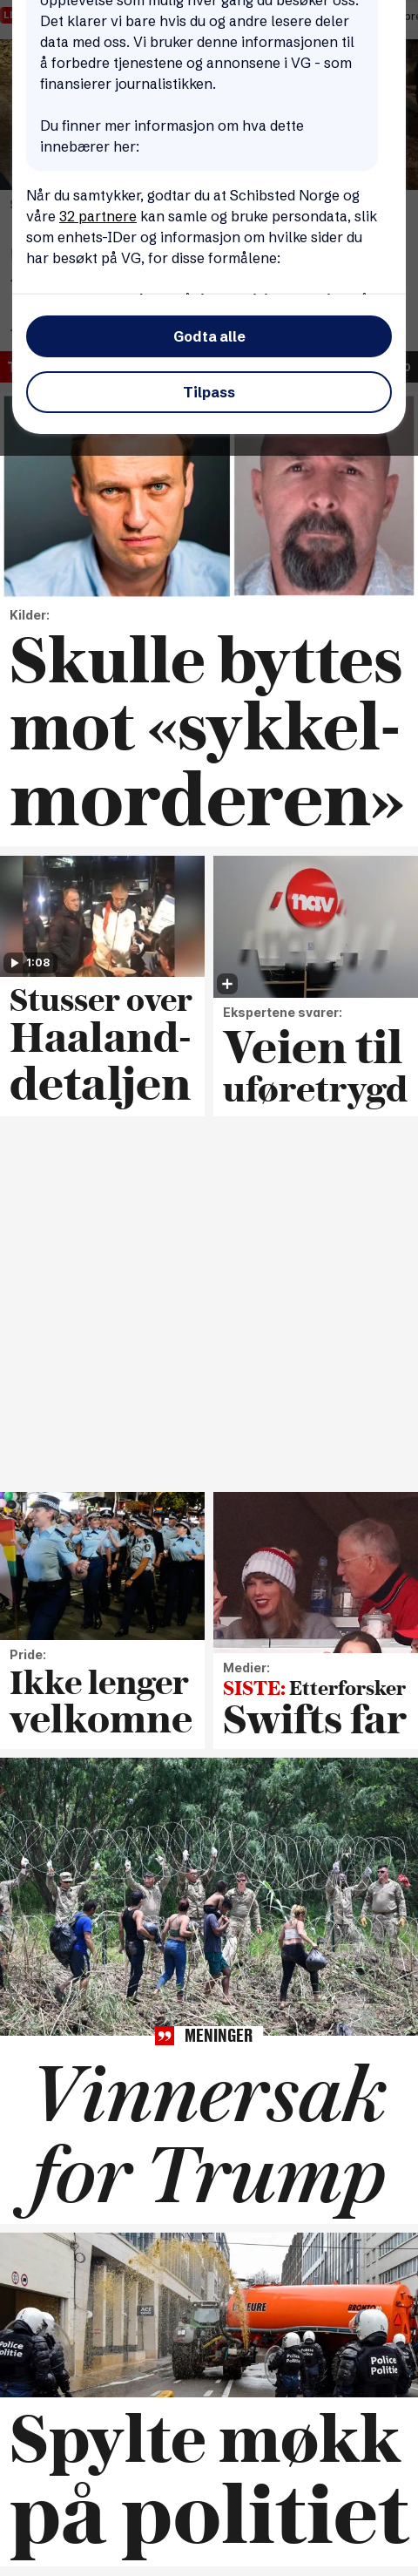 opplevelse som mulig hver gang du besøker oss.
Det klarer vi bare hvis du og andre lesere deler
data med oss. Vi bruker denne informasjonen til
å forbedre tjenestene og annonsene i VG - som
finansierer journalistikken.
Du finner mer informasjon om hva dette
innebærer her:
Når du samtykker, godtar du at Schibsted Norge og
våre 32 partnere kan samle og bruke persondata, slik
som enhets-IDer og informasjon om hvilke sider du
har besøkt på VG, for disse formålene:
Godta alle
Tilpass
Kilder:
Skulle byttes
mot «sykkel-
morderen»
1:08
Stusser over
Haaland-
detaljen
nav
Ekspertene svarer:
Veien til
uføretrygd
Pride:
Ikke lenger
velkomne
Medier:
SISTE: Etterforsker
Swifts far
MENINGER
Vinnersak
for Trump
Police
Politie
Police
Politie
Spylte møkk
på politiet